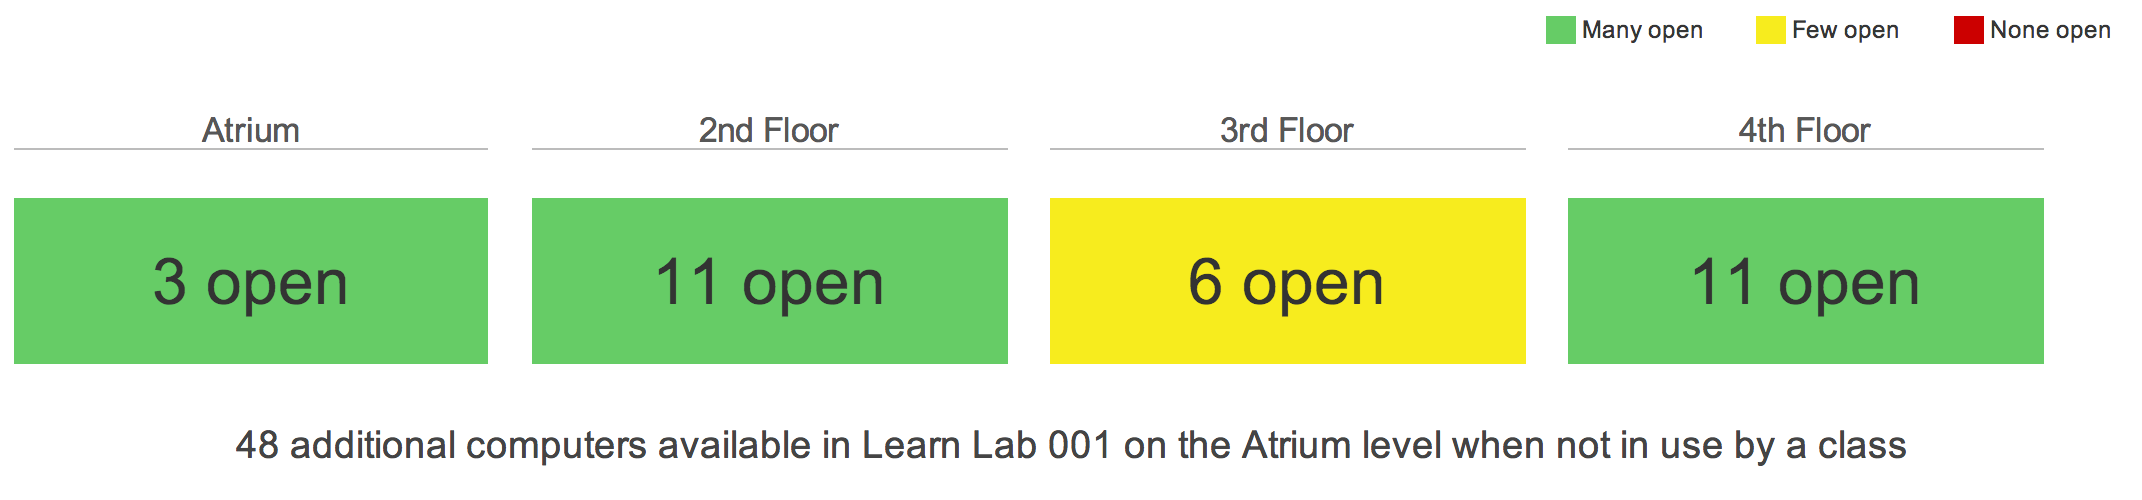 Many open Few open None open
Atrium 2nd Floor 3rd Floor 4th Floor
3 open 11 open 6 open 11 open
48 additional computers available in Learn Lab 001 on the Atrium level when not in use by a class